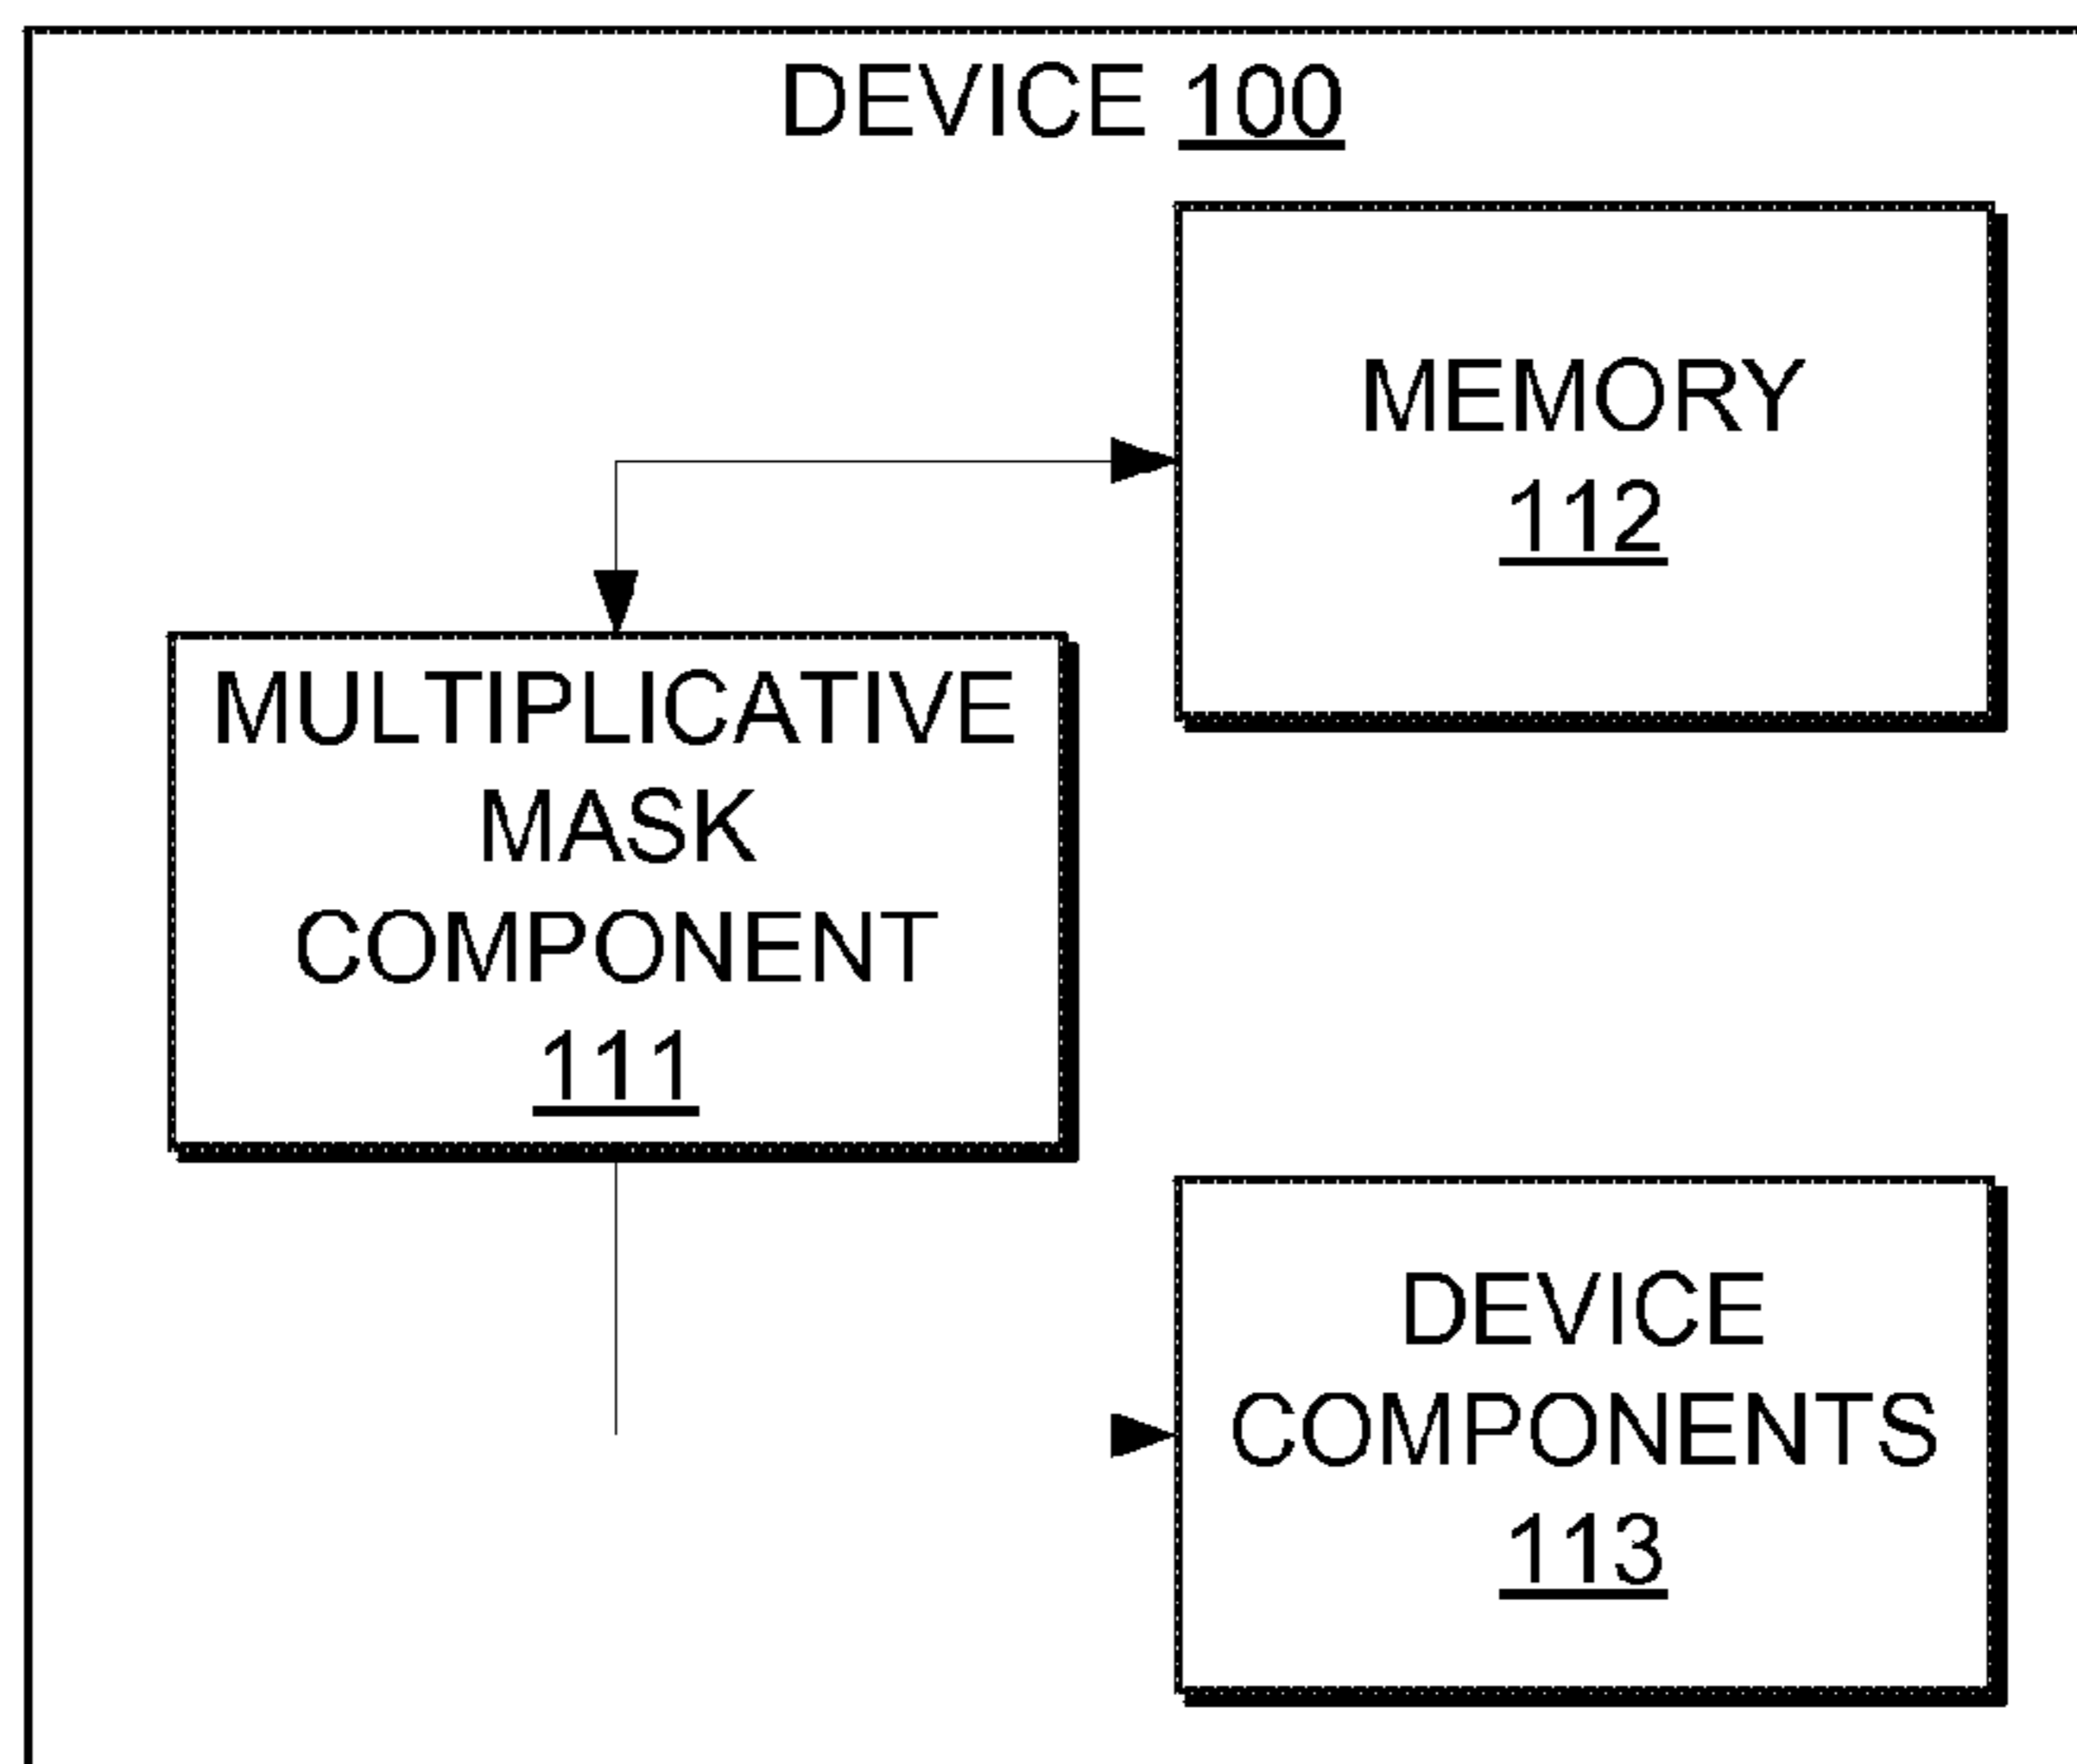 DEVICE 100
MEMORY
112
MULTIPLICATIVE
MASK
COMPONENT
111
DEVICE
COMPONENTS
113